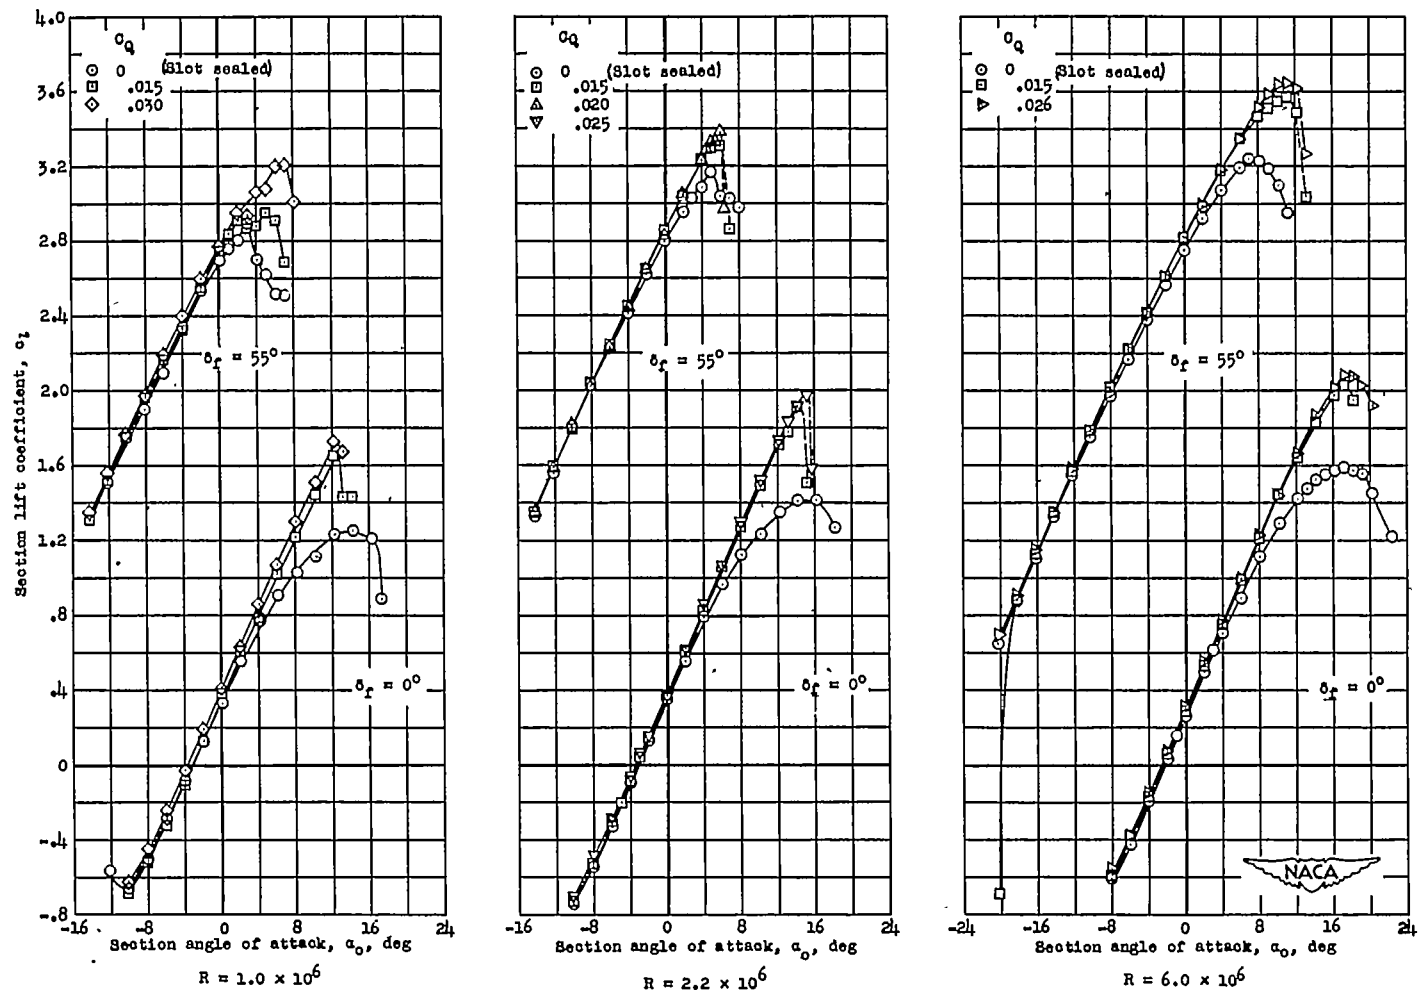 4.0
3.6
3.2
2.8
2.4
2.0
1.6
1.2
.8
.4
0
-.4
-.8
Section lift coefficient, c_l
C_Q
0 (Slot sealed)
.015
.030
δ_f = 55°
δ_f = 0°
-16 -8 0 8 16 24
Section angle of attack, α_o, deg
R = 1.0 × 10^6
C_Q
0 (Slot sealed)
.015
.020
.025
δ_f = 55°
δ_f = 0°
-16 -8 0 8 16 24
Section angle of attack, α_o, deg
R = 2.2 × 10^6
C_Q
0 (Slot sealed)
.015
.026
δ_f = 55°
δ_f = 0°
NACA
-24 -16 -8 0 8 16 24
Section angle of attack, α_o, deg
R = 6.0 × 10^6